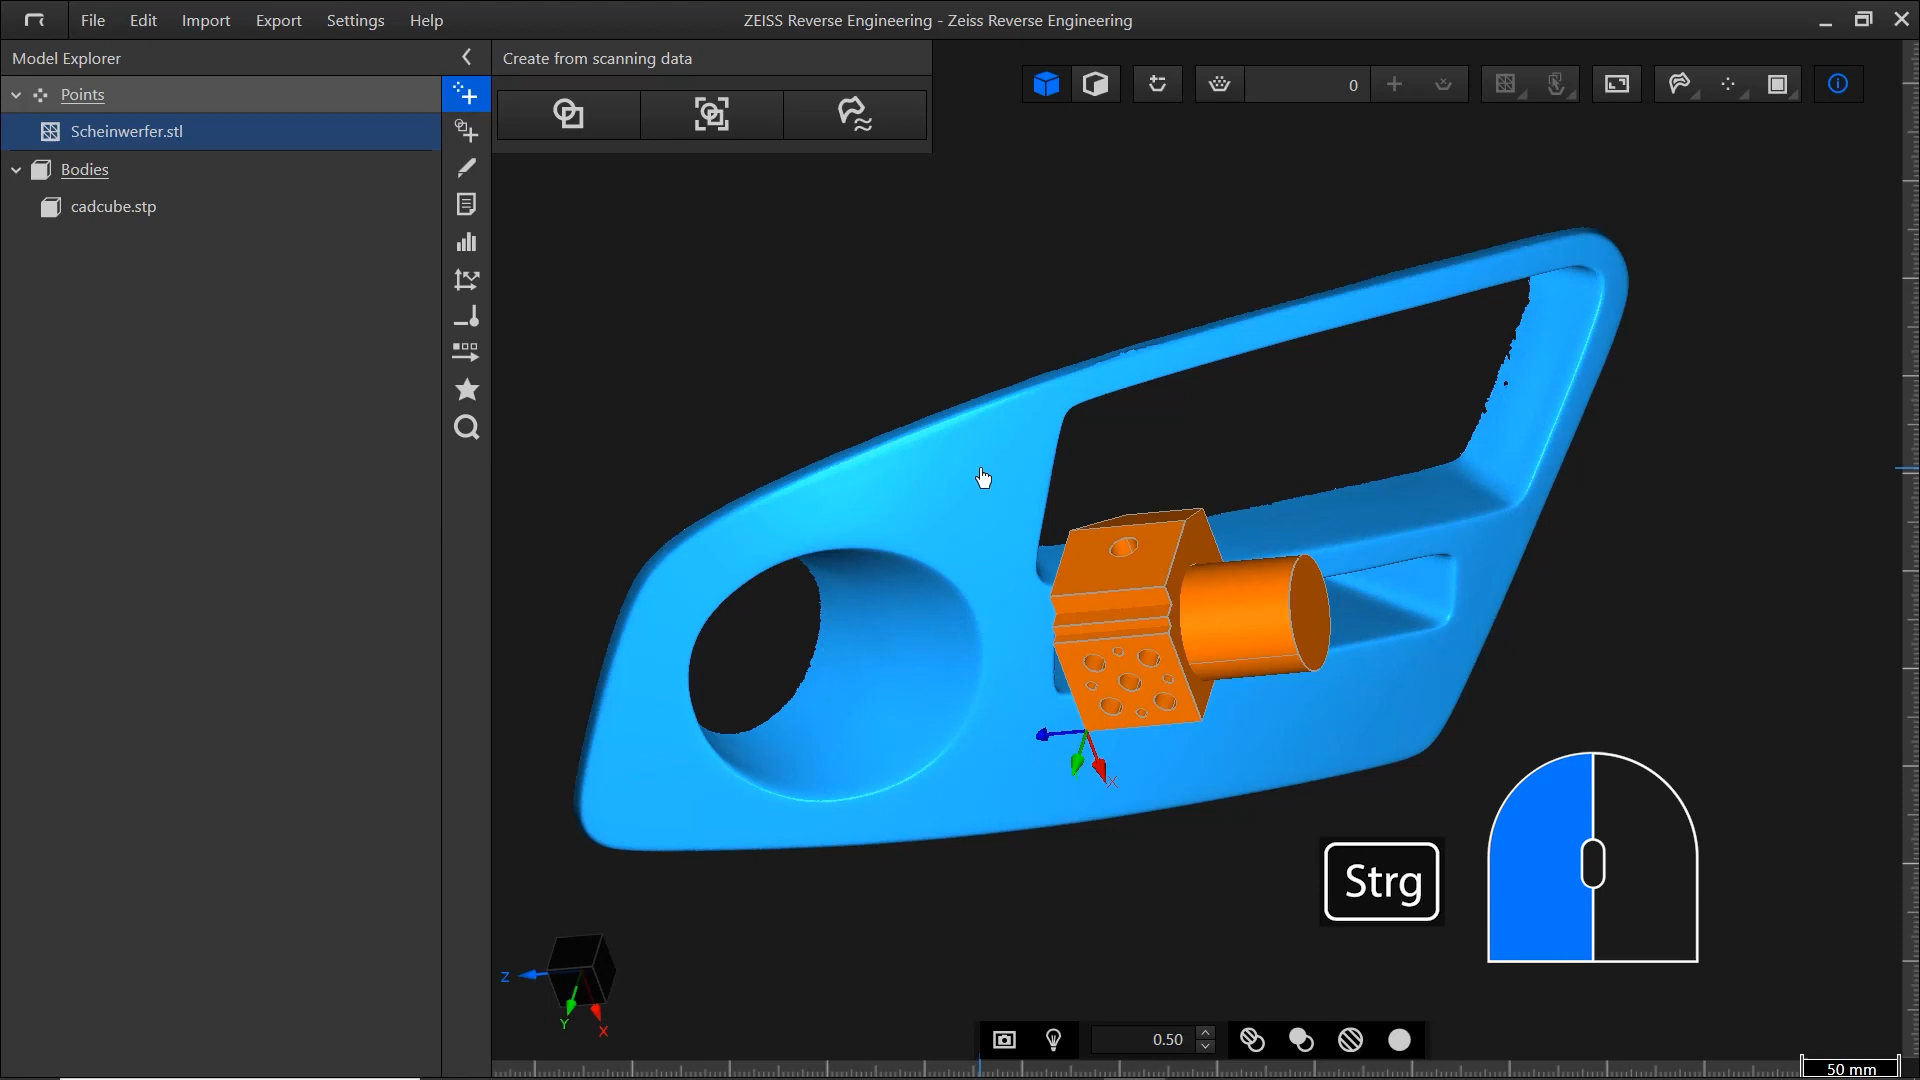 File Edit Import Export Settings Help
ZEISS Reverse Engineering - Zeiss Reverse Engineering
Model Explorer
Create from scanning data
Points
0
Scheinwerfer.stl
Bodies
cadcube.stp
X
Strg
Z
Y
X
0.50
50 mm